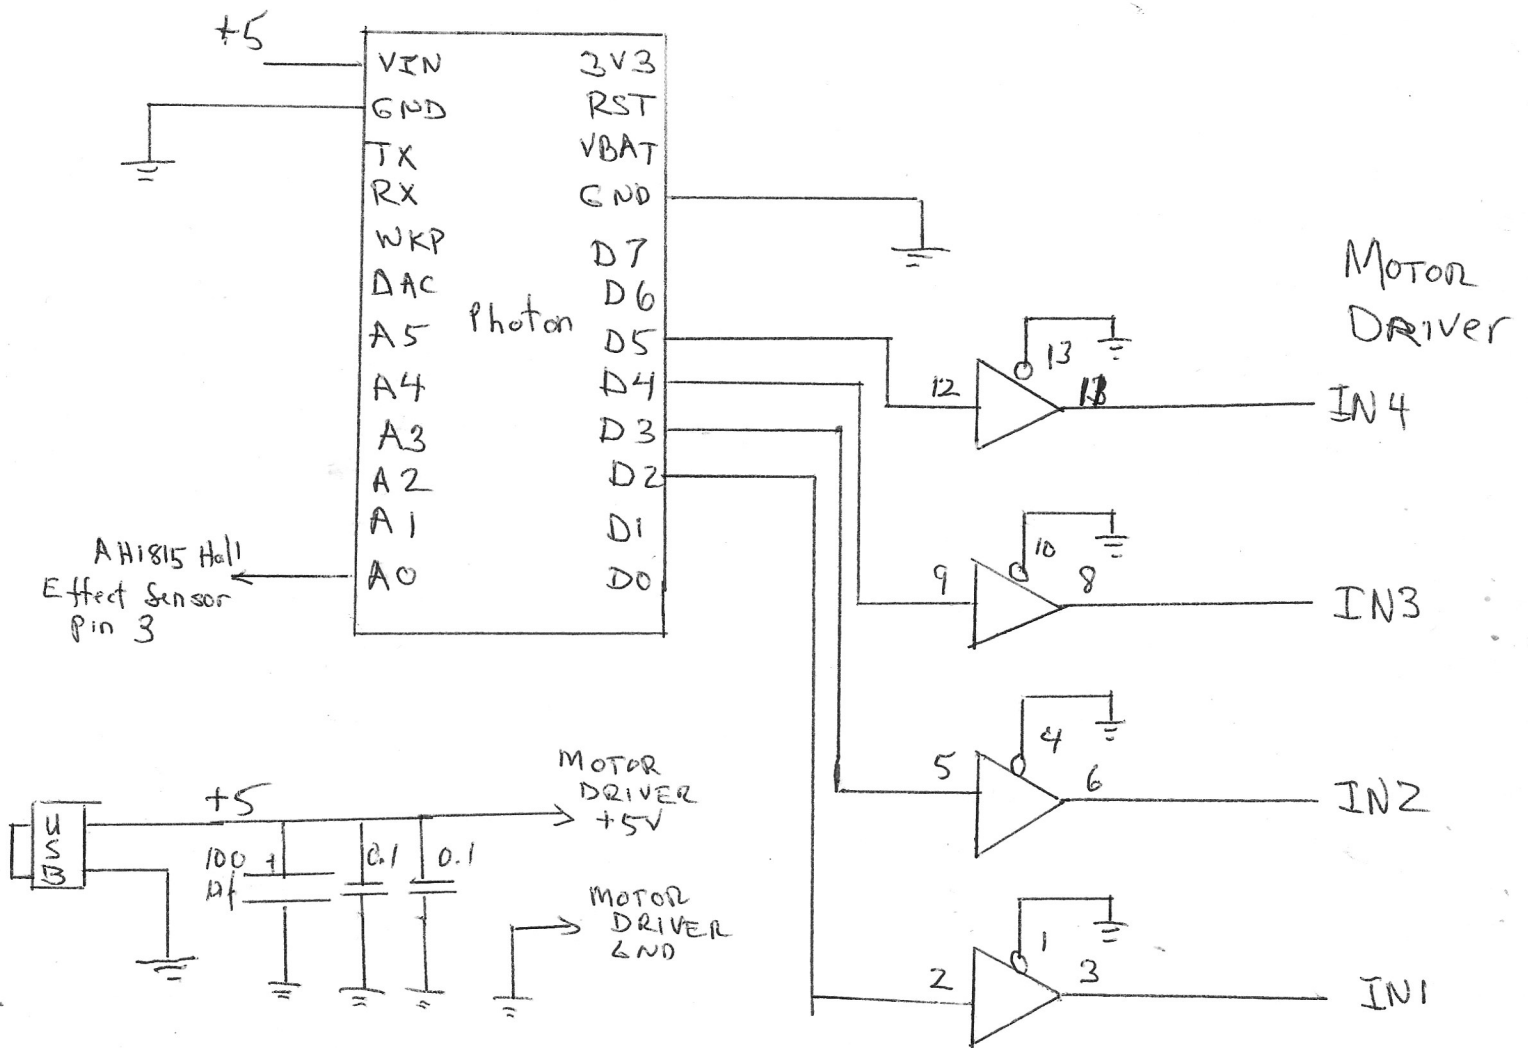 +5
VIN
GND
TX
RX
WKP
DAC
A5
A4
A3
A2
A1
A0
Photon
3V3
RST
VBAT
GND
D7
D6
D5
D4
D3
D2
D1
D0
AH1815 Hall
Effect Sensor
pin 3
MOTOR
DRIVER
12
13
IN4
9
10
8
IN3
5
4
6
IN2
2
1
3
IN1
USB
+5
100
µf
+
0.1
0.1
MOTOR
DRIVER
+5V
MOTOR
DRIVER
GND